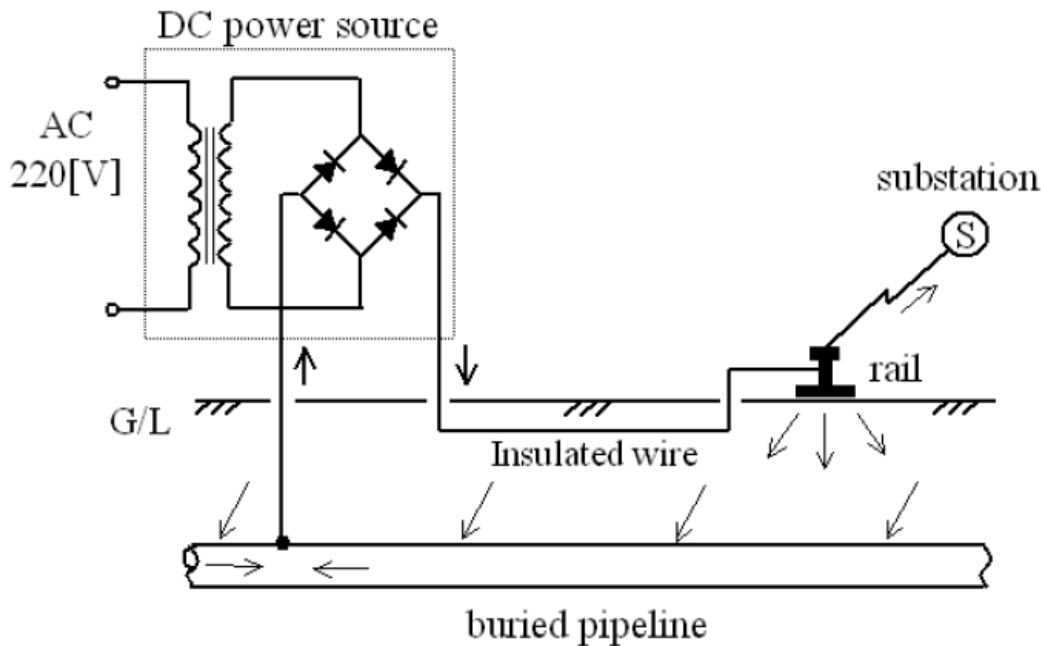 DC power source
AC
220[V]
substation
S
rail
G/L
Insulated wire
buried pipeline